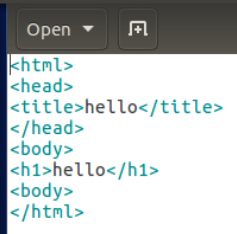 Open
<html>
<head>
<title>hello</title>
</head>
<body>
<h1>hello</h1>
<body>
</html>